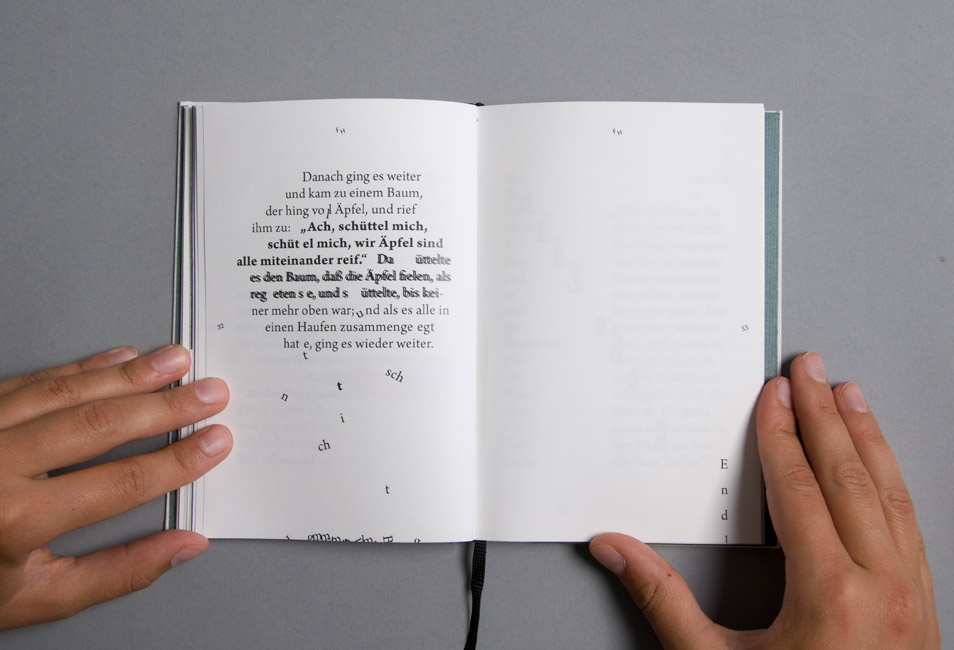 FH
Danach ging es weiter
und kam zu einem Baum,
der hing vo l Äpfel, und rief
ihm zu: „Ach, schüttel mich,
schüt el mich, wir Äpfel sind
alle miteinander reif.“ Da üttelte
es den Baum, daß die Äpfel fielen, als
reg eten s e, und s üttelte, bis kei-
ner mehr oben war; und als es alle in
einen Haufen zusammenge egt
hat e, ging es wieder weiter.
t
sch
t
n
i
ch
t
32
FH
33
E
n
d
l